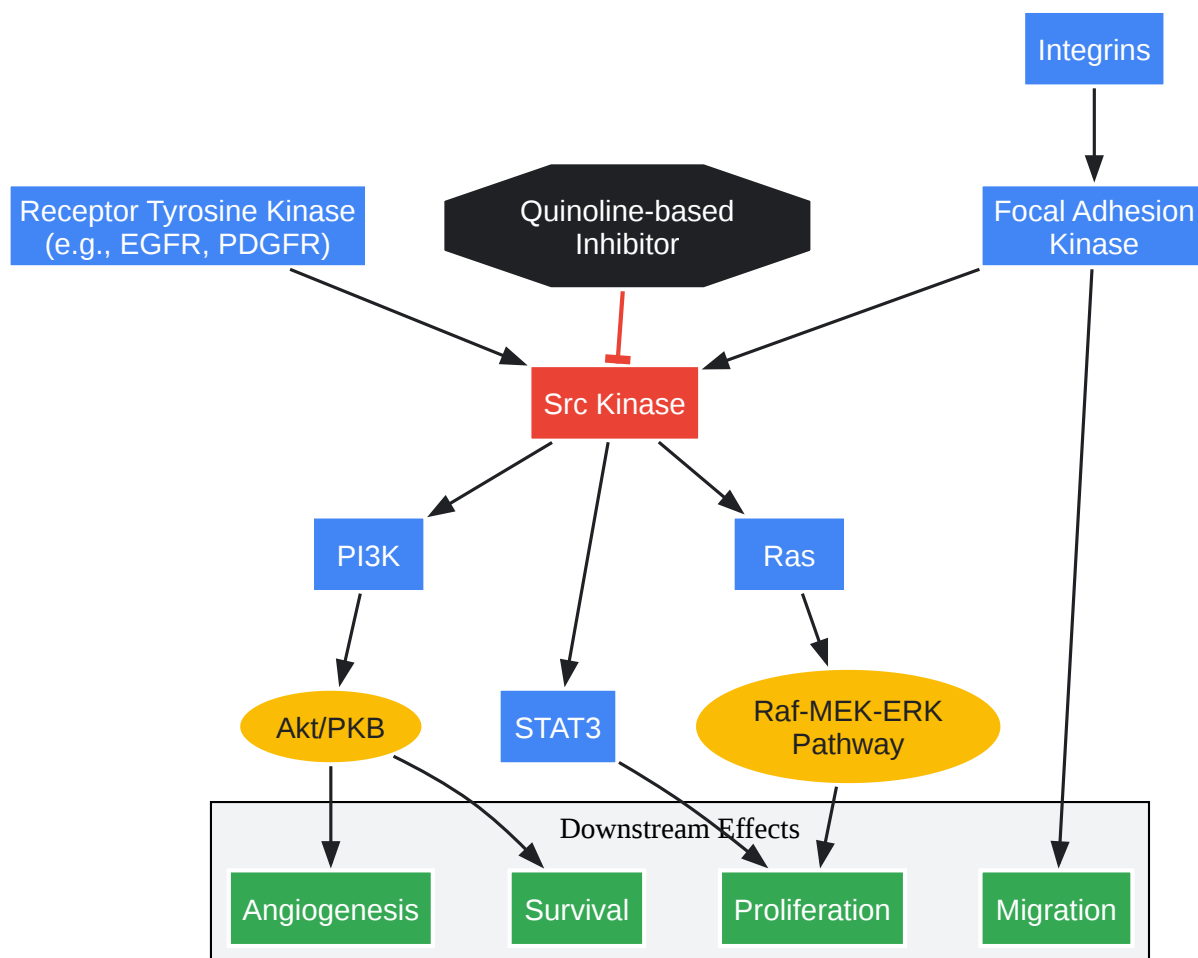 Integrins
Receptor Tyrosine Kinase
(e.g., EGFR, PDGFR)
Quinoline-based
Inhibitor
Focal Adhesion
Kinase
Src Kinase
PI3K
Ras
Akt/PKB
STAT3
Raf-MEK-ERK
Pathway
Downstream Effects
Angiogenesis
Survival
Proliferation
Migration